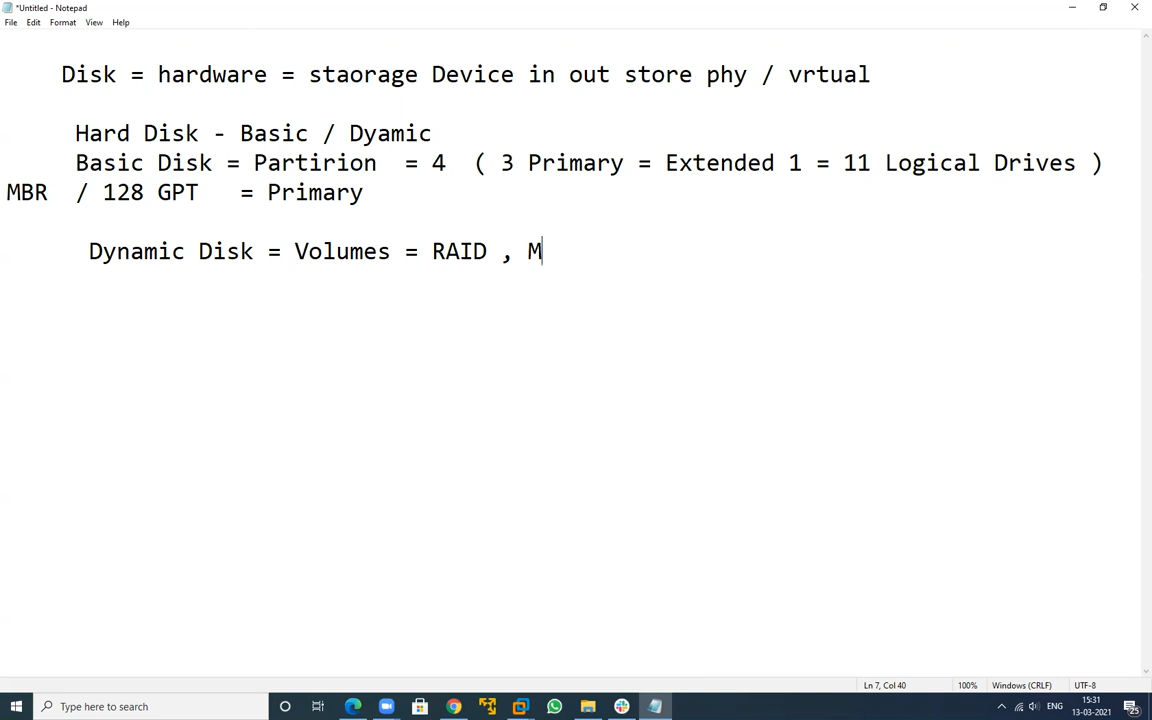 *Untitled - Notepad
File Edit Format View Help
Disk = hardware = staorage Device in out store phy / vrtual
Hard Disk - Basic / Dyamic
Basic Disk = Partirion = 4 ( 3 Primary = Extended 1 = 11 Logical Drives )
MBR / 128 GPT = Primary
Dynamic Disk = Volumes = RAID , M
Ln 7, Col 40 100% Windows (CRLF) UTF-8
Type here to search
ENG
15:31
13-03-2021
25